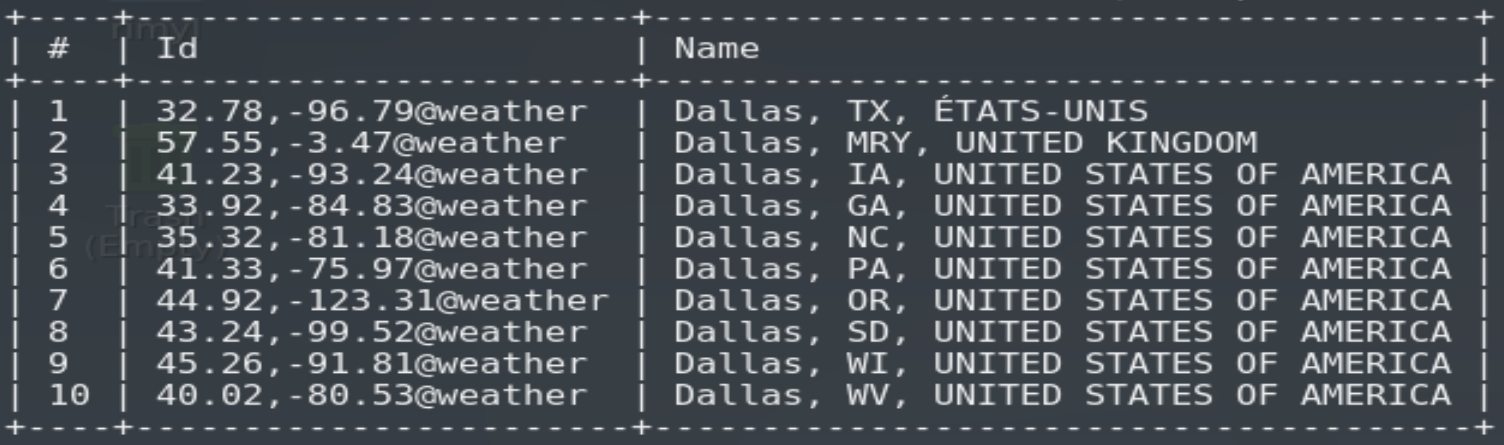 +----+------------------------+---------------------------------------+
| # | Id | Name |
+----+------------------------+---------------------------------------+
| 1 | 32.78,-96.79@weather | Dallas, TX, ÉTATS-UNIS |
| 2 | 57.55,-3.47@weather | Dallas, MRY, UNITED KINGDOM |
| 3 | 41.23,-93.24@weather | Dallas, IA, UNITED STATES OF AMERICA |
| 4 | 33.92,-84.83@weather | Dallas, GA, UNITED STATES OF AMERICA |
| 5 | 35.32,-81.18@weather | Dallas, NC, UNITED STATES OF AMERICA |
| 6 | 41.33,-75.97@weather | Dallas, PA, UNITED STATES OF AMERICA |
| 7 | 44.92,-123.31@weather | Dallas, OR, UNITED STATES OF AMERICA |
| 8 | 43.24,-99.52@weather | Dallas, SD, UNITED STATES OF AMERICA |
| 9 | 45.26,-91.81@weather | Dallas, WI, UNITED STATES OF AMERICA |
| 10 | 40.02,-80.53@weather | Dallas, WV, UNITED STATES OF AMERICA |
+----+------------------------+---------------------------------------+
Trash
(Empty)